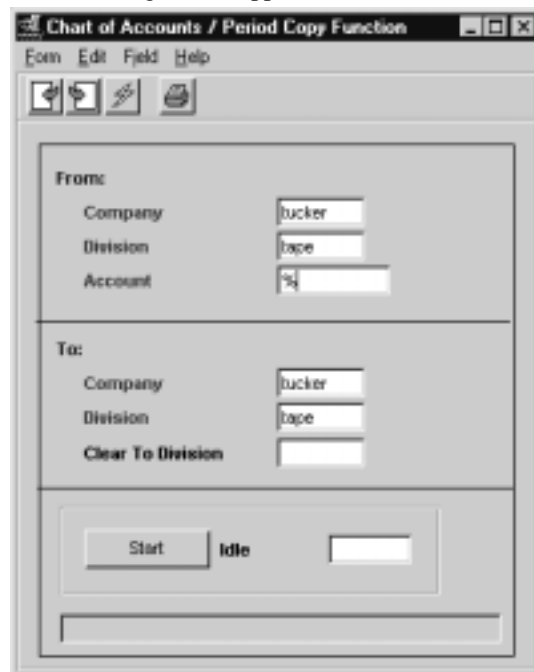 Chart of Accounts / Period Copy Function
Form Edit Field Help
From:
Company tucker
Division tape
Account %
To:
Company tucker
Division tape
Clear To Division
Start Idle